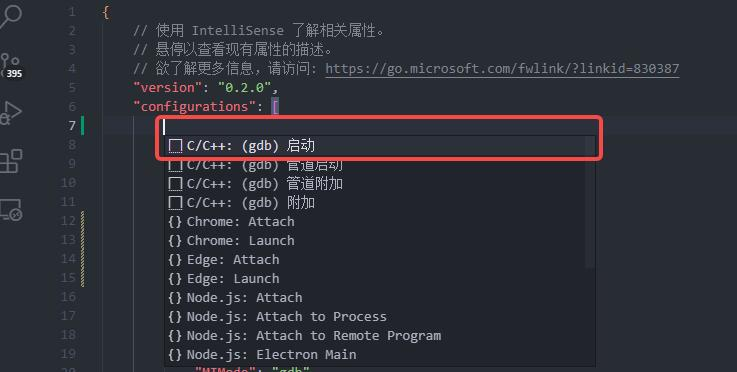 395
1 {
2 // 使用 IntelliSense 了解相关属性。
3 // 悬停以查看现有属性的描述。
4 // 欲了解更多信息，请访问: https://go.microsoft.com/fwlink/?linkid=830387
5 "version": "0.2.0",
6 "configurations": [
7
8 C/C++: (gdb) 启动
9 C/C++: (gdb) 管道启动
10 C/C++: (gdb) 管道附加
11 C/C++: (gdb) 附加
12 {} Chrome: Attach
13 {} Chrome: Launch
14 {} Edge: Attach
15 {} Edge: Launch
16 {} Node.js: Attach
17 {} Node.js: Attach to Process
18 {} Node.js: Attach to Remote Program
19 {} Node.js: Electron Main
20 "MIMode": "gdb"